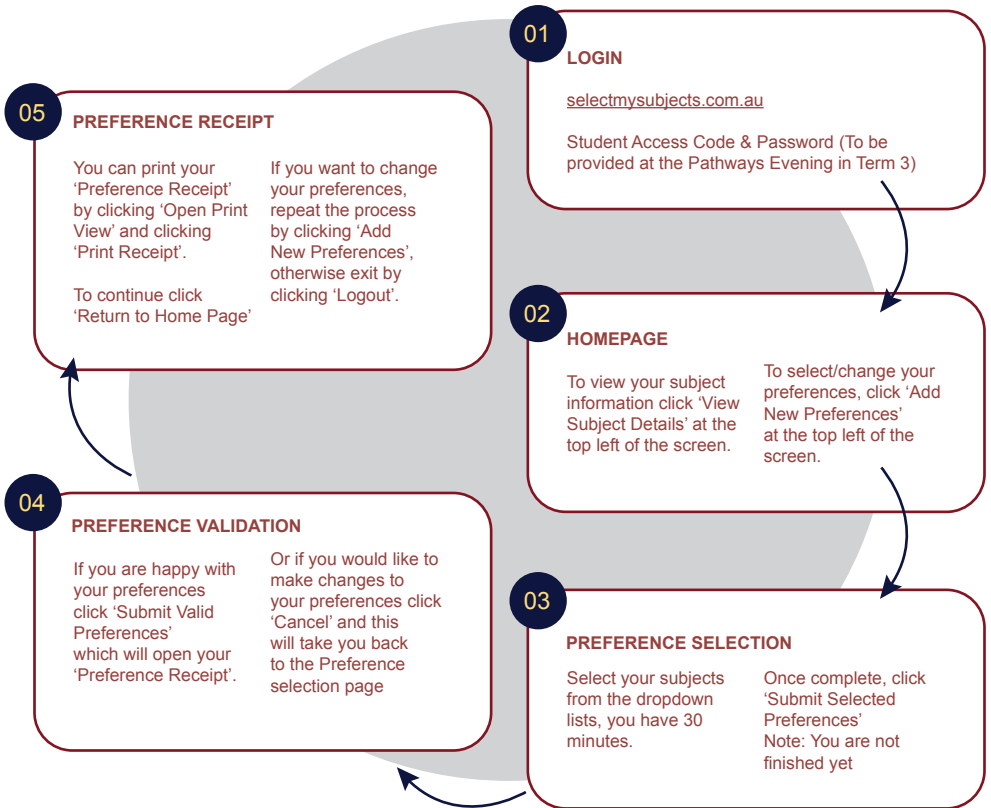 01
LOGIN
selectmysubjects.com.au
Student Access Code & Password (To be
provided at the Pathways Evening in Term 3)
02
HOMEPAGE
To view your subject
information click ‘View
Subject Details’ at the
top left of the screen.
To select/change your
preferences, click ‘Add
New Preferences’
at the top left of the
screen.
03
PREFERENCE SELECTION
Select your subjects
from the dropdown
lists, you have 30
minutes.
Once complete, click
‘Submit Selected
Preferences’
Note: You are not
finished yet
04
PREFERENCE VALIDATION
If you are happy with
your preferences
click ‘Submit Valid
Preferences’
which will open your
‘Preference Receipt’.
Or if you would like to
make changes to
your preferences click
‘Cancel’ and this
will take you back
to the Preference
selection page
05
PREFERENCE RECEIPT
You can print your
‘Preference Receipt’
by clicking ‘Open Print
View’ and clicking
‘Print Receipt’.
To continue click
‘Return to Home Page’
If you want to change
your preferences,
repeat the process
by clicking ‘Add
New Preferences’,
otherwise exit by
clicking ‘Logout’.